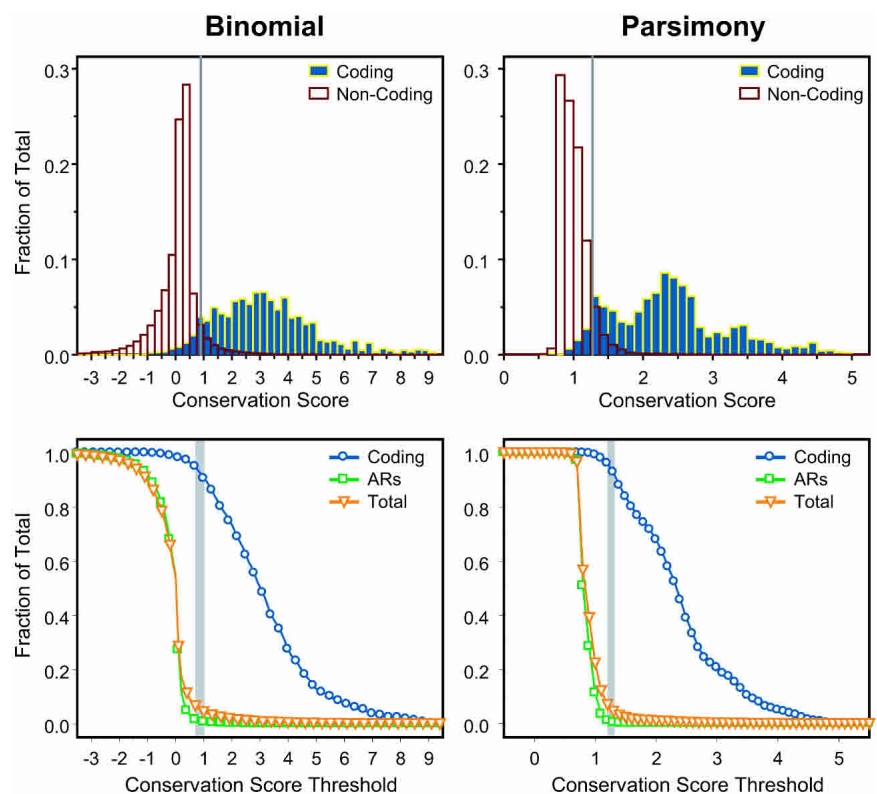 Binomial
Parsimony
Fraction of Total
0.3
0.2
0.1
0.0
Coding
Non-Coding
-3 -2 -1 0 1 2 3 4 5 6 7 8 9
Conservation Score
0.3
0.2
0.1
0.0
Coding
Non-Coding
0 1 2 3 4 5
Conservation Score
Fraction of Total
1.0
0.8
0.6
0.4
0.2
0.0
Coding
ARs
Total
-3 -2 -1 0 1 2 3 4 5 6 7 8 9
Conservation Score Threshold
1.0
0.8
0.6
0.4
0.2
0.0
Coding
ARs
Total
0 1 2 3 4 5
Conservation Score Threshold